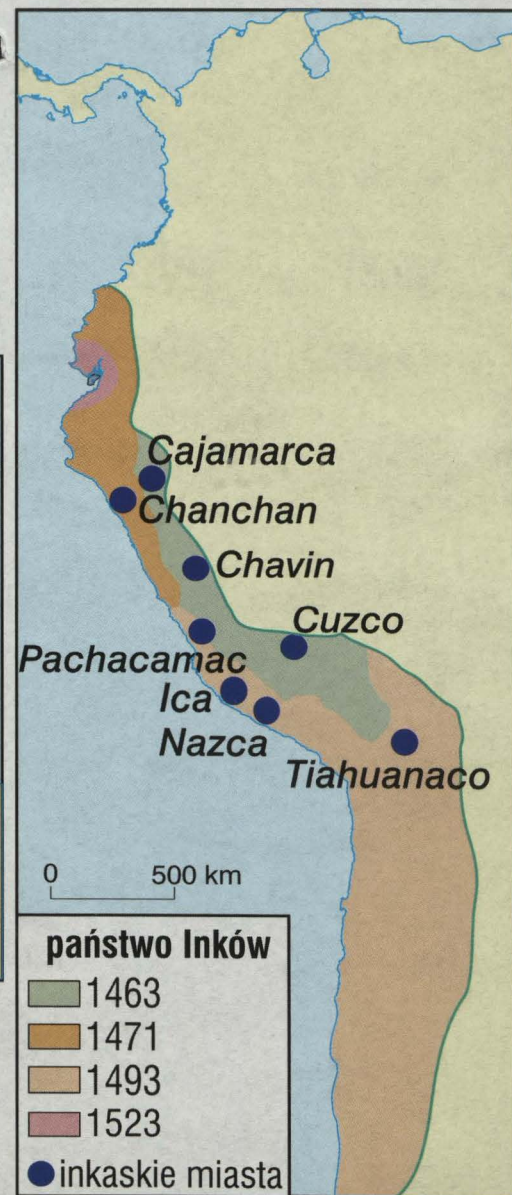 Cajamarca
Chanchan
Chavin
Cuzco
Pachacamac
Ica
Nazca
Tiahuanaco
0 500 km
państwo Inków
1463
1471
1493
1523
inkaskie miasta